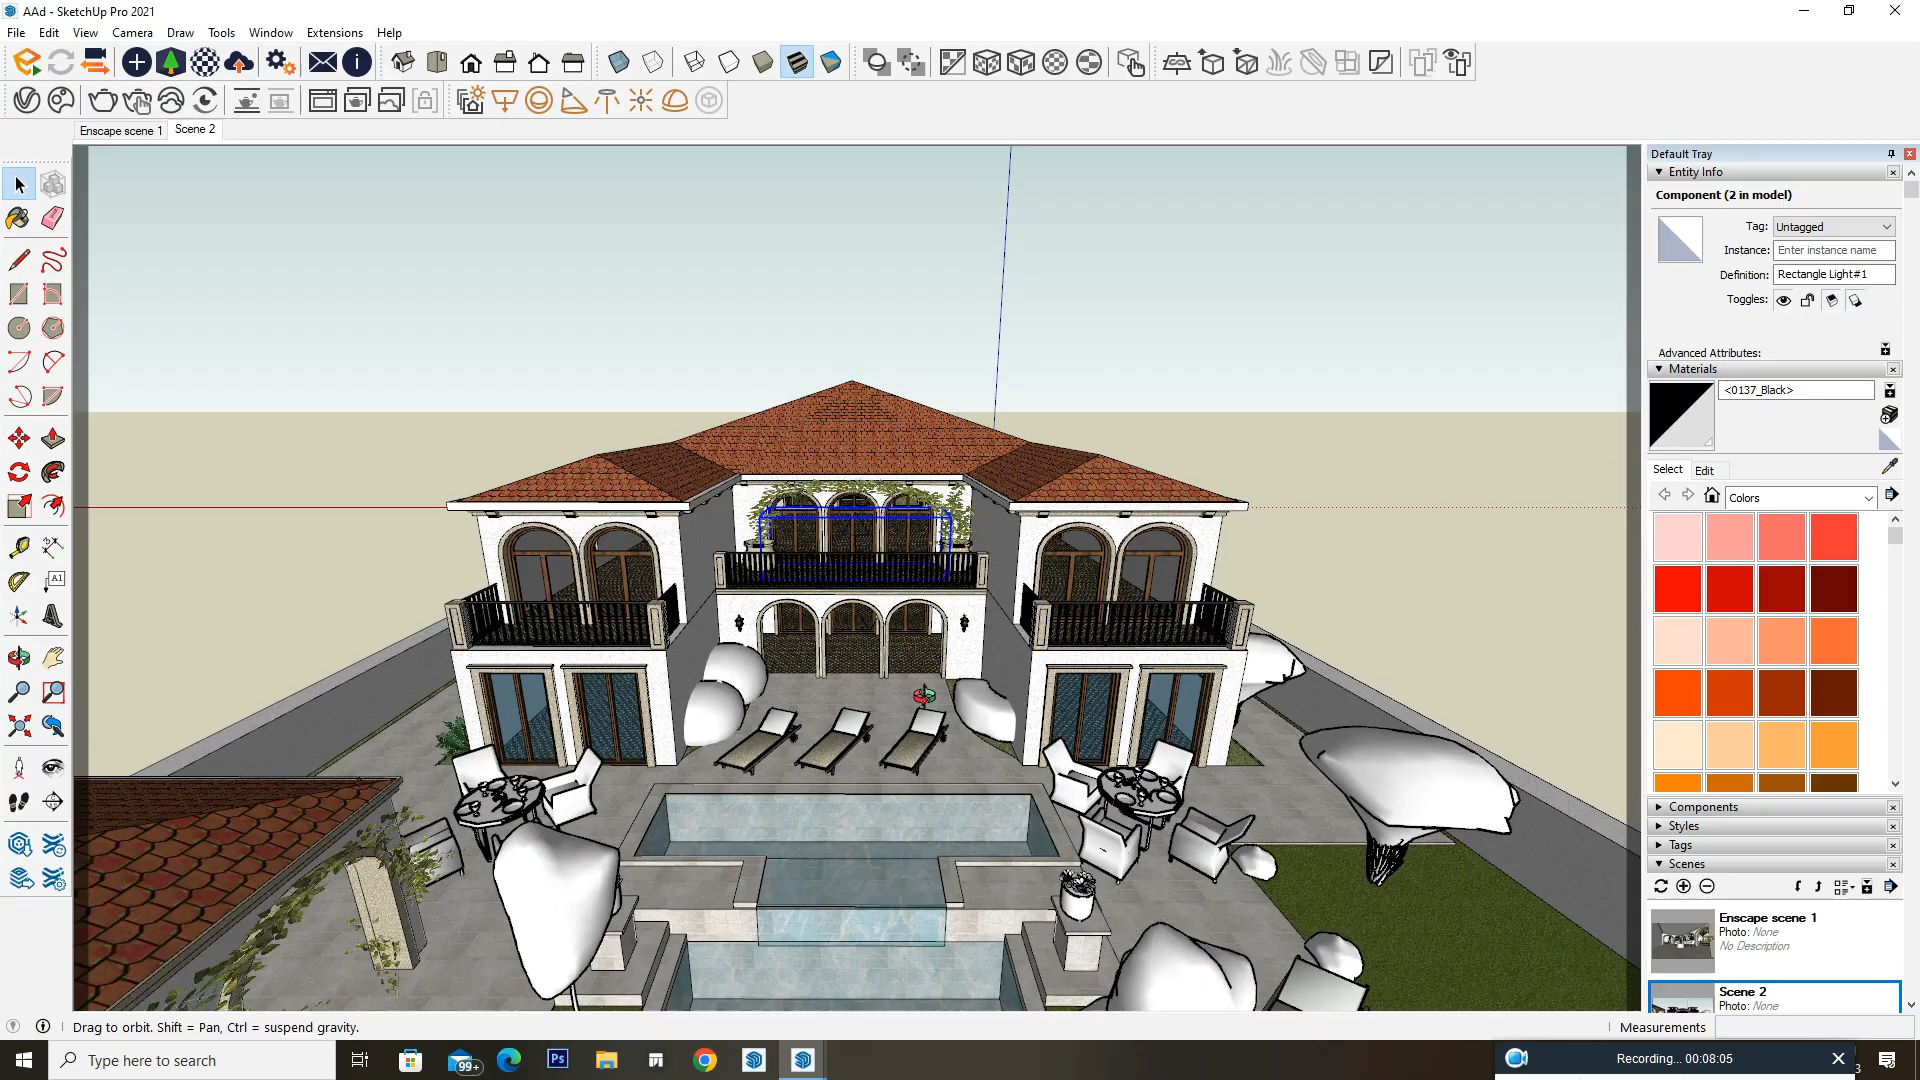 AAd - SketchUp Pro 2021
File Edit View Camera Draw Tools Window Extensions Help
Enscape scene 1 Scene 2
Default Tray
Entity Info
Component (2 in model)
Tag: Untagged
Instance: Enter instance name
Definition: Rectangle Light#1
Toggles:
Advanced Attributes:
Materials
<0137_Black>
Select Edit
Colors
Components
Styles
Tags
Scenes
Enscape scene 1
Photo: None
No Description
Scene 2
Photo: None
A1
Drag to orbit. Shift = Pan, Ctrl = suspend gravity.
Measurements
Type here to search
99+
Ps
Recording... 00:08:05
3